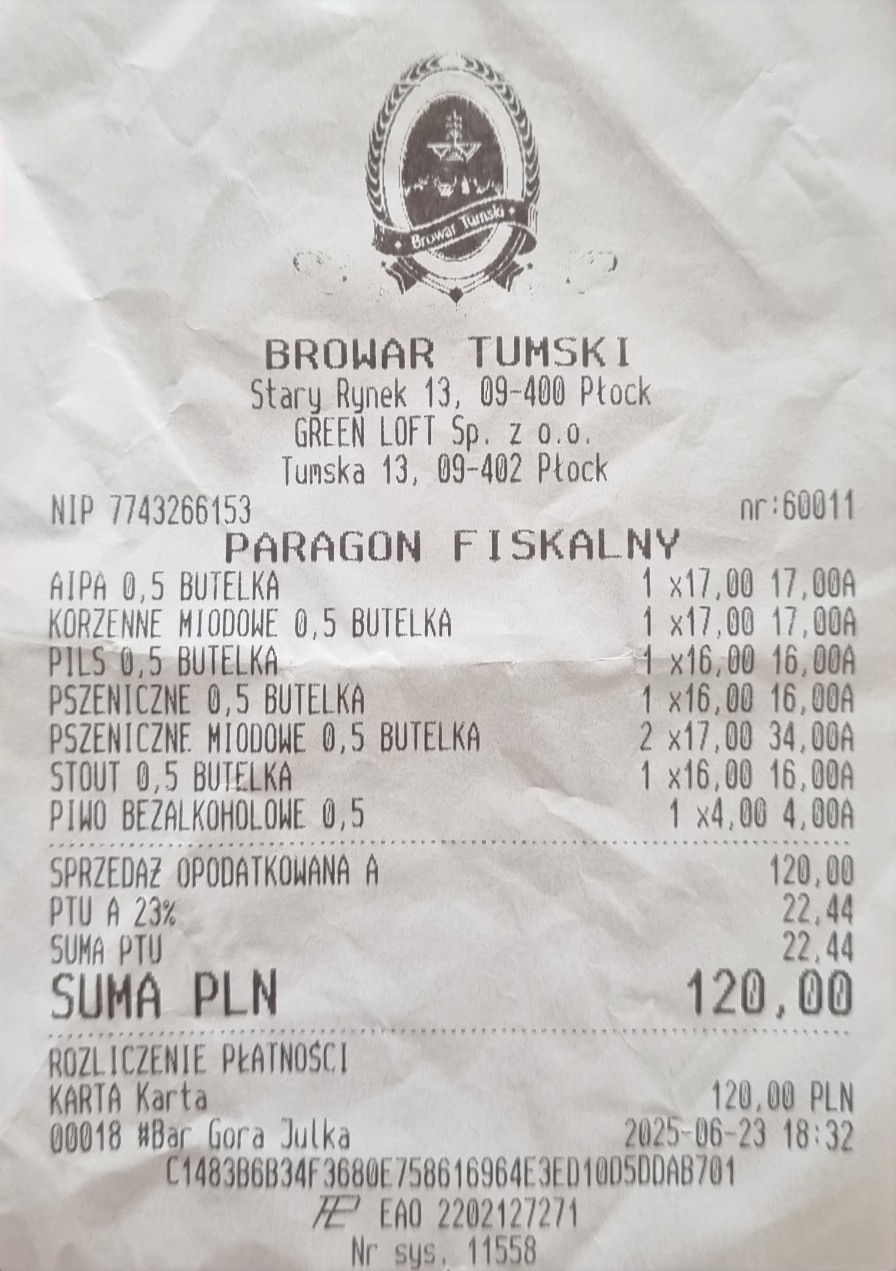 Browar Tumski
BROWAR TUMSKI
Stary Rynek 13, 09-400 Płock
GREEN LOFT Sp. z o.o.
Tumska 13, 09-402 Płock
NIP 7743266153 nr:60011
PARAGON FISKALNY
AIPA 0,5 BUTELKA 1 x17,00 17,00A
KORZENNE MIODOWE 0,5 BUTELKA 1 x17,00 17,00A
PILS 0,5 BUTELKA 1 x16,00 16,00A
PSZENICZNE 0,5 BUTELKA 1 x16,00 16,00A
PSZENICZNE MIODOWE 0,5 BUTELKA 2 x17,00 34,00A
STOUT 0,5 BUTELKA 1 x16,00 16,00A
PIWO BEZALKOHOLOWE 0,5 1 x4,00 4,00A
SPRZEDAŻ OPODATKOWANA A 120,00
PTU A 23% 22,44
SUMA PTU 22,44
SUMA PLN 120,00
ROZLICZENIE PŁATNOŚCI
KARTA Karta 120,00 PLN
00018 #Bar Gora Julka 2025-06-23 18:32
C1483B6B34F3680E758616964E3ED10D5DDAB701
EAO 2202127271
Nr sys. 11558